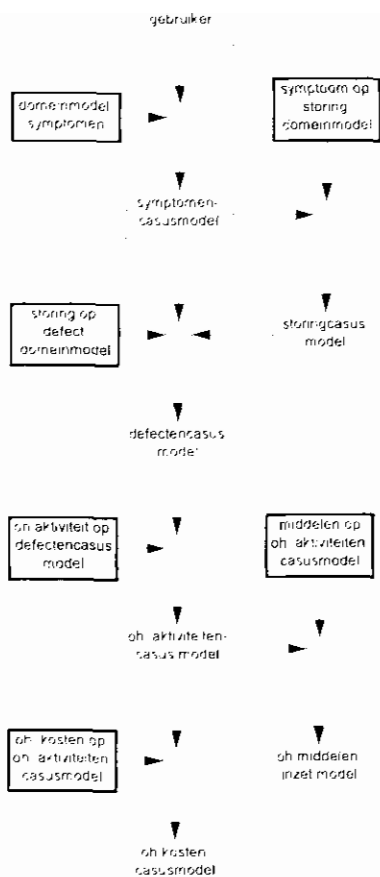 gebruiker
domeinmodel
symptomen
symptoom op
storing
domeinmodel
symptomen-
casusmodel
storing op
defect
domeinmodel
storingcasus
model
defectencasus
model
oh aktiviteit op
defectencasus
model
middelen op
oh aktiviteiten
casusmodel
oh aktiviteiten-
casus model
oh kosten op
oh aktiviteiten
casusmodel
oh middelen
inzet model
oh kosten
casusmodel